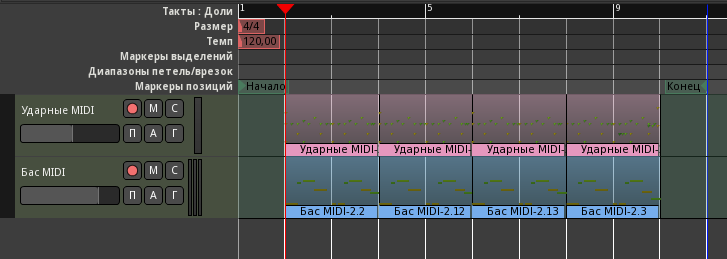 Такты : Доли 1 5 9
Размер 4/4
Темп 120,00
Маркеры выделений
Диапазоны петель/врезок
Маркеры позиций Начало Конец
Ударные MIDI M С
П А Г
Ударные MIDI- Ударные MIDI- Ударные MIDI- Ударные MIDI-
Бас MIDI M С
П А Г
Бас MIDI-2.2 Бас MIDI-2.12 Бас MIDI-2.13 Бас MIDI-2.3